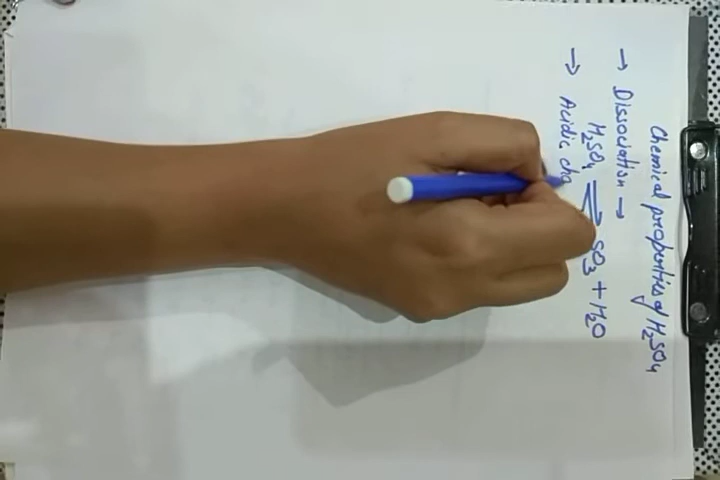 Chemical properties of H₂SO₄
→ Dissociation →
H₂SO₄ ⇌ SO₃ + H₂O
→ Acidic cha